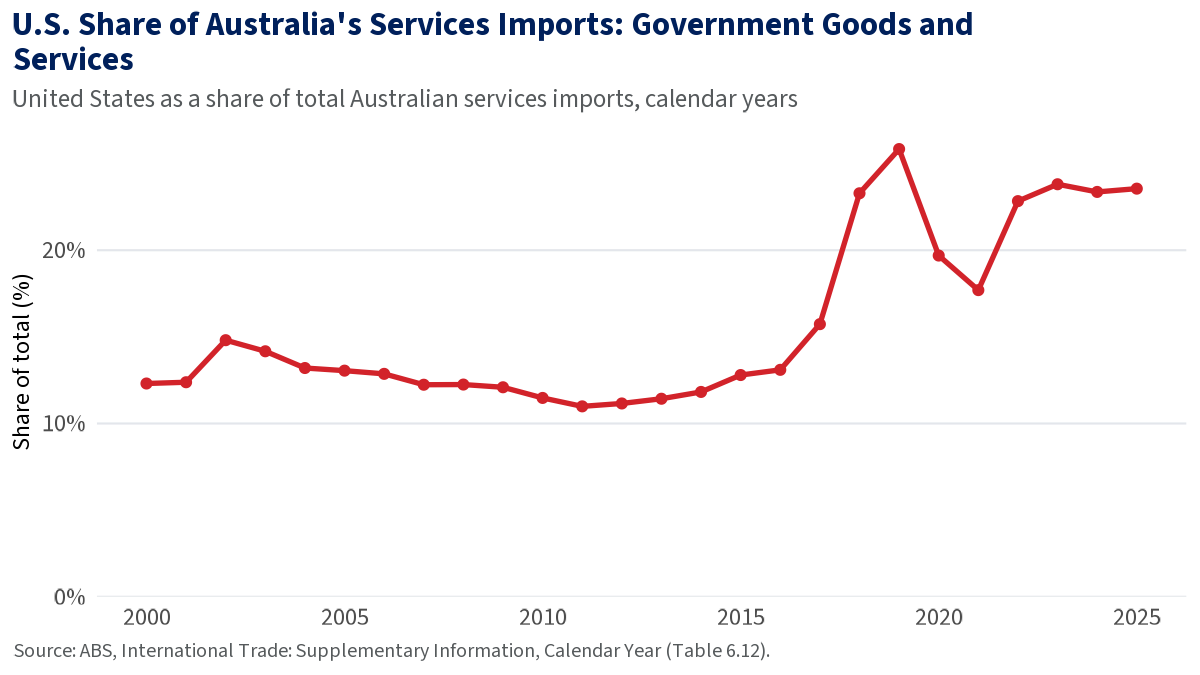 U.S. Share of Australia's Services Imports: Government Goods and
Services
United States as a share of total Australian services imports, calendar years
Share of total (%)
20%
10%
0%
2000 2005 2010 2015 2020 2025
Source: ABS, International Trade: Supplementary Information, Calendar Year (Table 6.12).